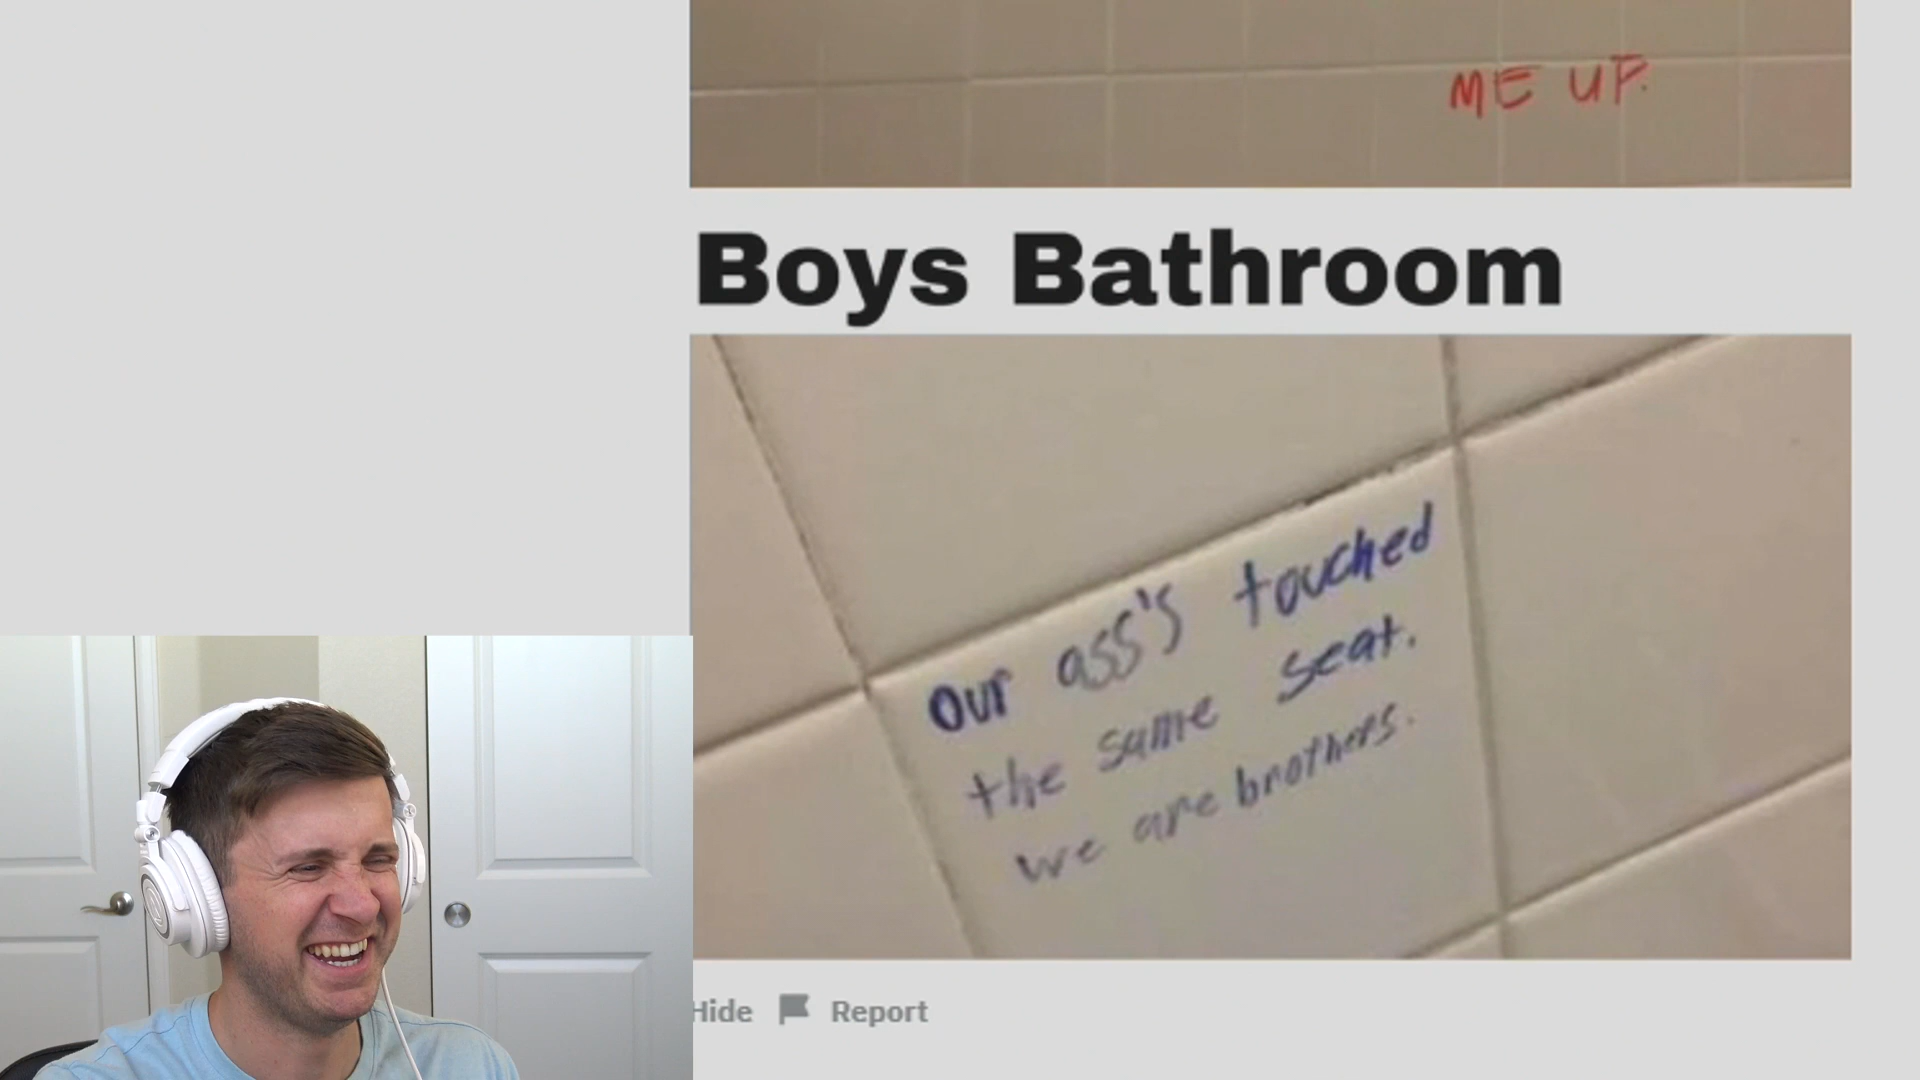 ME UP.
Boys Bathroom
Our ass's touched
the same seat.
we are brothers.
Hide Report